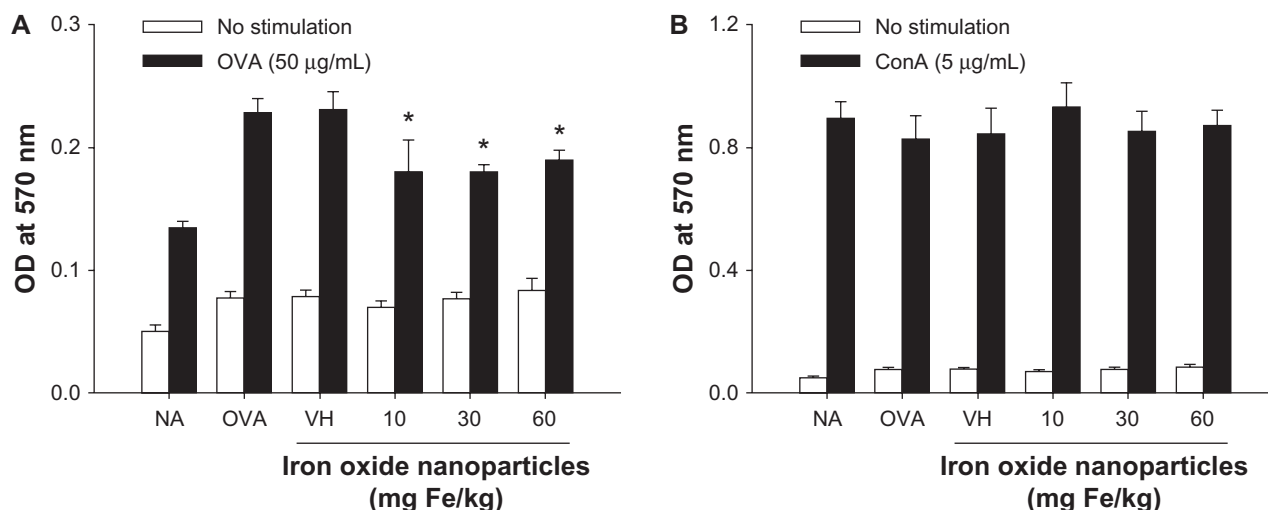 A
No stimulation
OVA (50 μg/mL)
OD at 570 nm
0.3
0.2
0.1
0.0
* * *
NA OVA VH 10 30 60
Iron oxide nanoparticles
(mg Fe/kg)
B
No stimulation
ConA (5 μg/mL)
OD at 570 nm
1.2
0.8
0.4
0.0
NA OVA VH 10 30 60
Iron oxide nanoparticles
(mg Fe/kg)